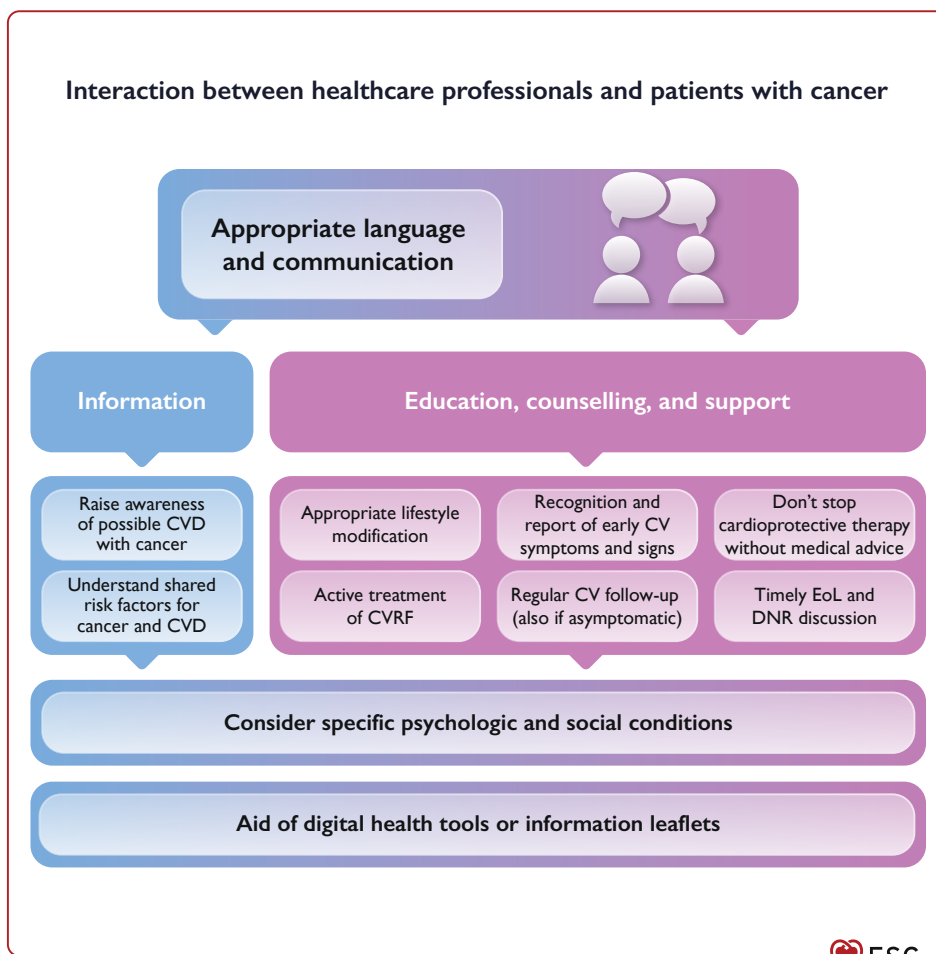 Interaction between healthcare professionals and patients with cancer
Appropriate language
and communication
Information
Education, counselling, and support
Raise awareness
of possible CVD
with cancer
Understand shared
risk factors for
cancer and CVD
Appropriate lifestyle
modification
Recognition and
report of early CV
symptoms and signs
Don’t stop
cardioprotective therapy
without medical advice
Active treatment
of CVRF
Regular CV follow-up
(also if asymptomatic)
Timely EoL and
DNR discussion
Consider specific psychologic and social conditions
Aid of digital health tools or information leaflets
ESC